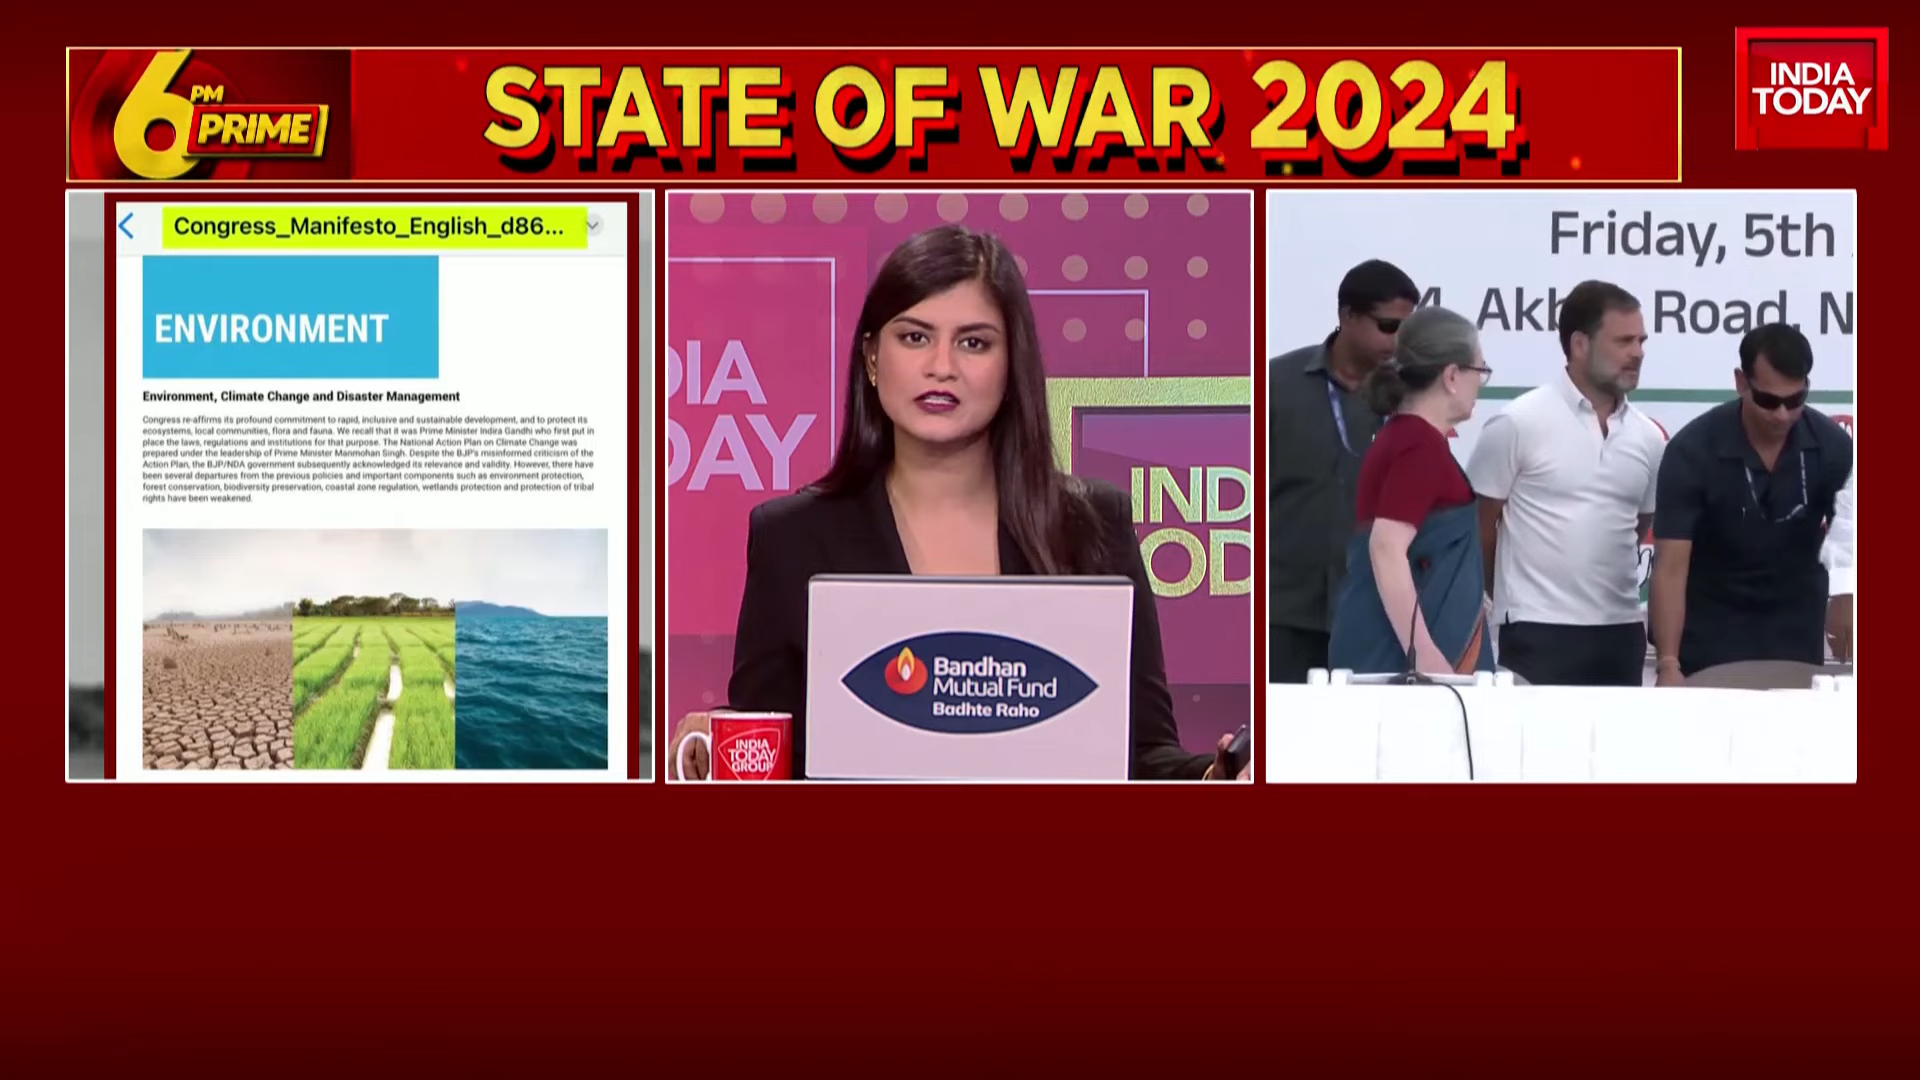 6 PM PRIME
STATE OF WAR 2024
INDIA
TODAY
Congress_Manifesto_English_d86...
ENVIRONMENT
Environment, Climate Change and Disaster Management
Congress re-affirms its profound commitment to rapid, inclusive and sustainable development, and to protect its
ecosystems, local communities, flora and fauna. We recall that it was Prime Minister Indira Gandhi who first put in
place the laws, regulations and institutions for that purpose. The National Action Plan on Climate Change was
prepared under the leadership of Prime Minister Manmohan Singh. Despite the BJP's misinformed criticism of the
Action Plan, the BJP/NDA government subsequently acknowledged its relevance and validity. However, there have
been several departures from the previous policies and important components such as environment protection,
forest conservation, biodiversity preservation, coastal zone regulation, wetlands protection and protection of tribal
rights have been weakened.
DIA
DAY
IND
TOD
Bandhan
Mutual Fund
Badhte Raho
INDIA
TODAY
GROUP
Friday, 5th
Road, N